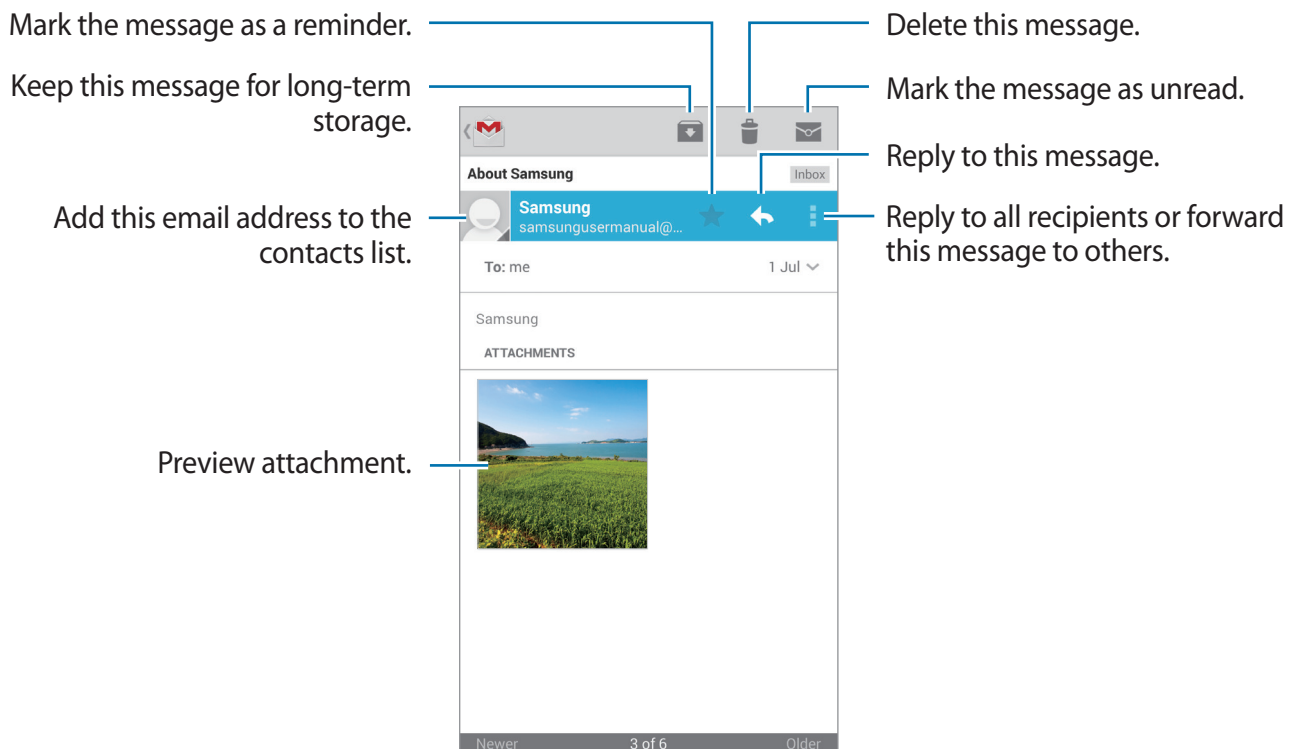 Mark the message as a reminder.
Keep this message for long-term
storage.
Add this email address to the
contacts list.
Preview attachment.
Delete this message.
Mark the message as unread.
Reply to this message.
Reply to all recipients or forward
this message to others.
About Samsung
Inbox
Samsung
samsungusermanual@...
To: me
1 Jul
Samsung
ATTACHMENTS
Newer
3 of 6
Older